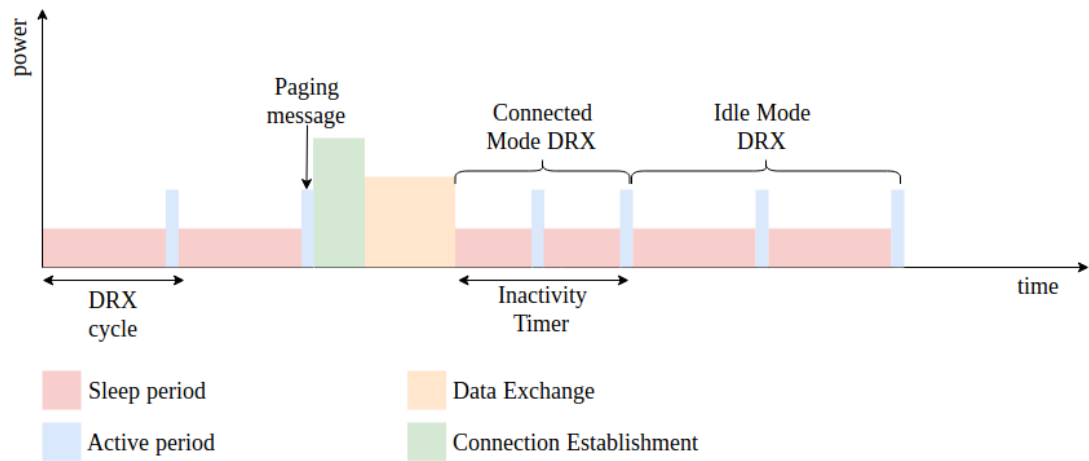 power
Paging
message
Connected
Mode DRX
Idle Mode
DRX
DRX
cycle
Inactivity
Timer
time
Sleep period
Data Exchange
Active period
Connection Establishment